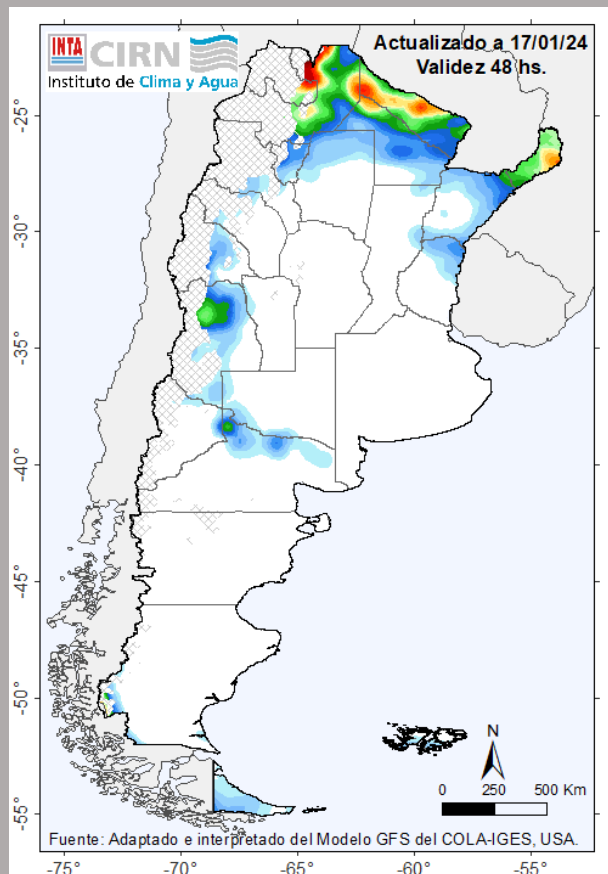 INTA CIRN
Instituto de Clima y Agua
Actualizado a 17/01/24
Validez 48 hs.
-25°
-30°
-35°
-40°
-45°
-50°
-55°
N
0 250 500 Km
Fuente: Adaptado e interpretado del Modelo GFS del COLA-IGES, USA.
-75° -70° -65° -60° -55°